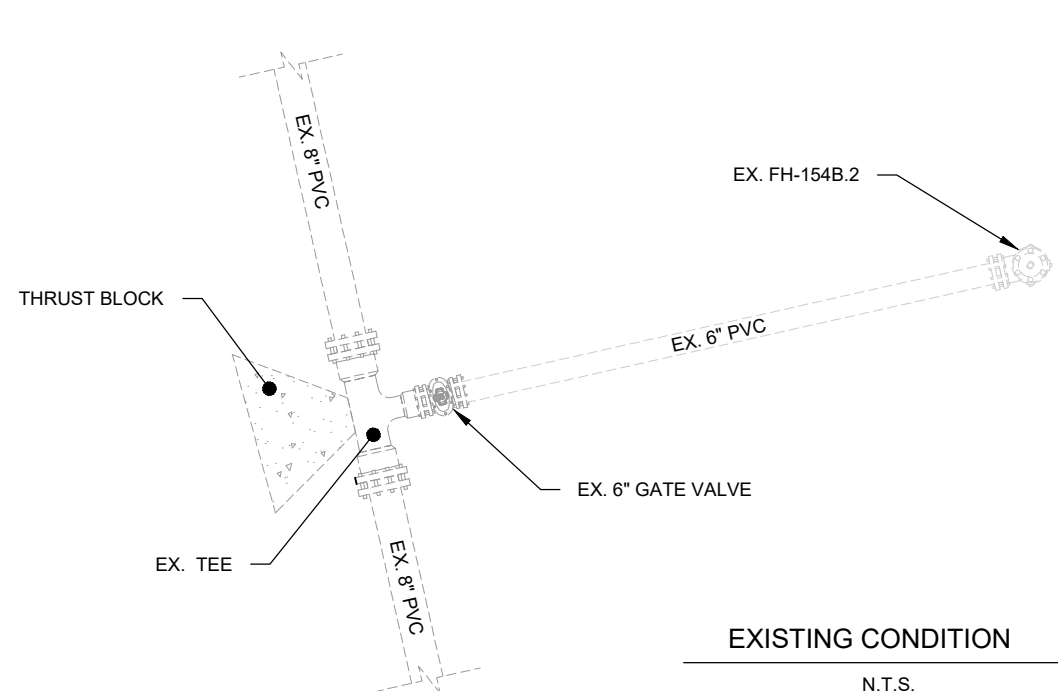 EX. 8" PVC
EX. FH-154B.2
THRUST BLOCK
EX. 6" PVC
EX. 6" GATE VALVE
EX. TEE
EX. 8" PVC
EXISTING CONDITION
N.T.S.